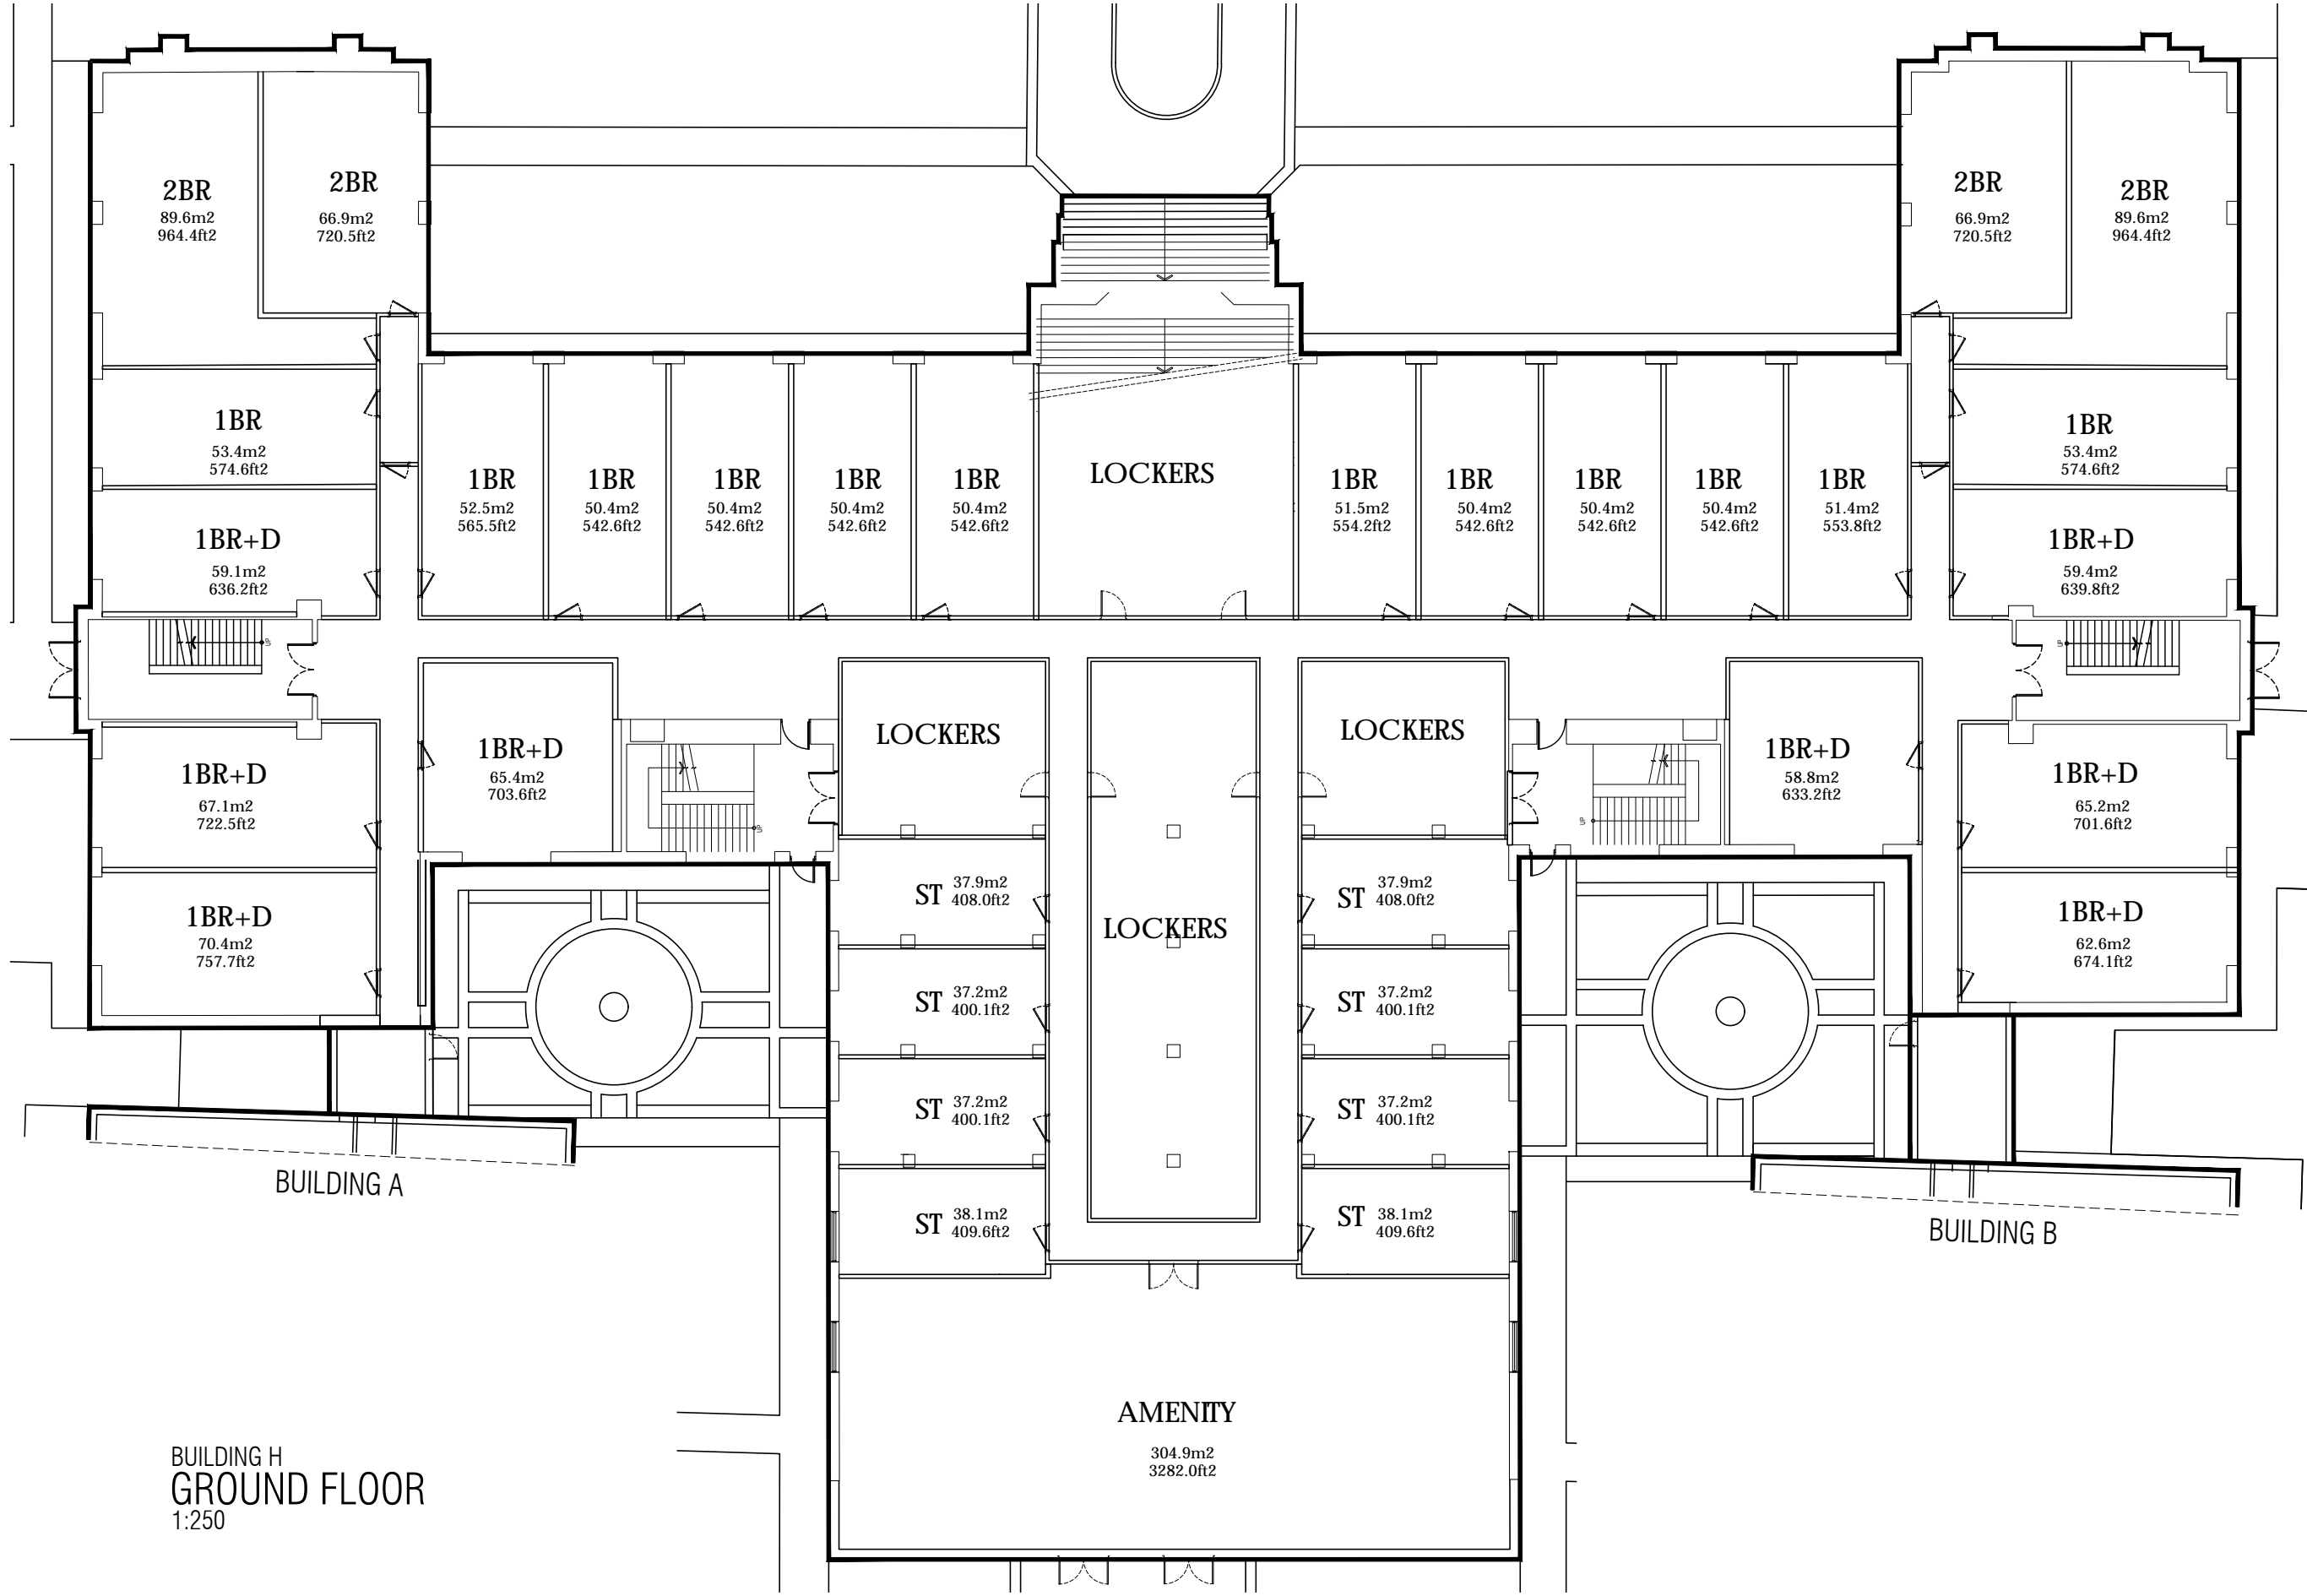 2BR
89.6m2
964.4ft2
2BR
66.9m2
720.5ft2
2BR
66.9m2
720.5ft2
2BR
89.6m2
964.4ft2
1BR
53.4m2
574.6ft2
1BR
53.4m2
574.6ft2
1BR
52.5m2
565.5ft2
1BR
50.4m2
542.6ft2
1BR
50.4m2
542.6ft2
1BR
50.4m2
542.6ft2
1BR
50.4m2
542.6ft2
LOCKERS
1BR
51.5m2
554.2ft2
1BR
50.4m2
542.6ft2
1BR
50.4m2
542.6ft2
1BR
50.4m2
542.6ft2
1BR
51.4m2
553.8ft2
1BR+D
59.1m2
636.2ft2
1BR+D
59.4m2
639.8ft2
1BR+D
67.1m2
722.5ft2
1BR+D
65.4m2
703.6ft2
LOCKERS
LOCKERS
1BR+D
58.8m2
633.2ft2
1BR+D
65.2m2
701.6ft2
1BR+D
70.4m2
757.7ft2
ST 37.9m2
408.0ft2
LOCKERS
ST 37.9m2
408.0ft2
1BR+D
62.6m2
674.1ft2
ST 37.2m2
400.1ft2
ST 37.2m2
400.1ft2
ST 37.2m2
400.1ft2
ST 37.2m2
400.1ft2
BUILDING A
ST 38.1m2
409.6ft2
ST 38.1m2
409.6ft2
BUILDING B
AMENITY
304.9m2
3282.0ft2
BUILDING H
GROUND FLOOR
1:250